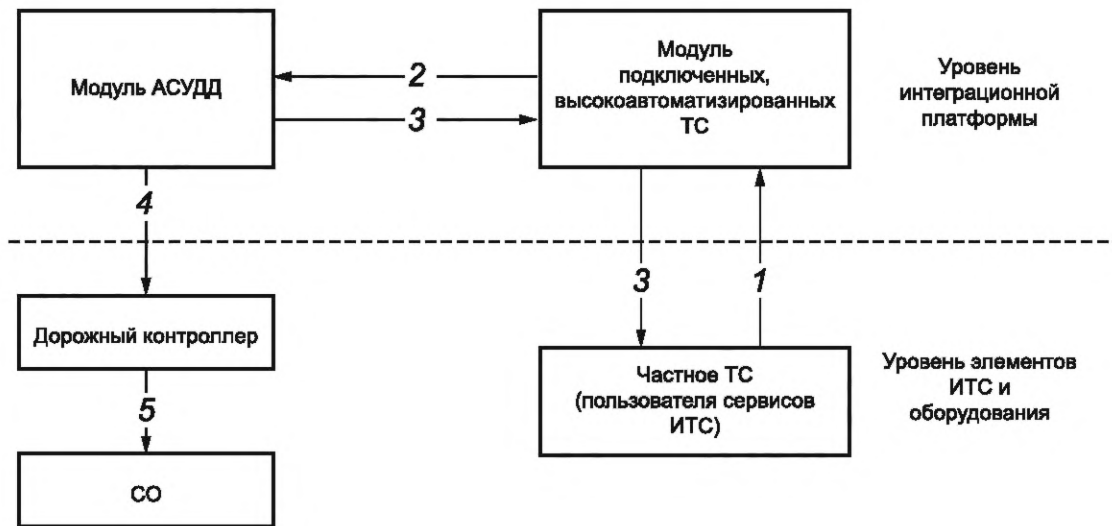 Модуль АСУДД
Модуль
подключенных,
высокоавтоматизированных
ТС
Уровень
интеграционной
платформы
2
3
4
3
1
Дорожный контроллер
Частное ТС
(пользователя сервисов
ИТС)
Уровень элементов
ИТС и
оборудования
5
СО